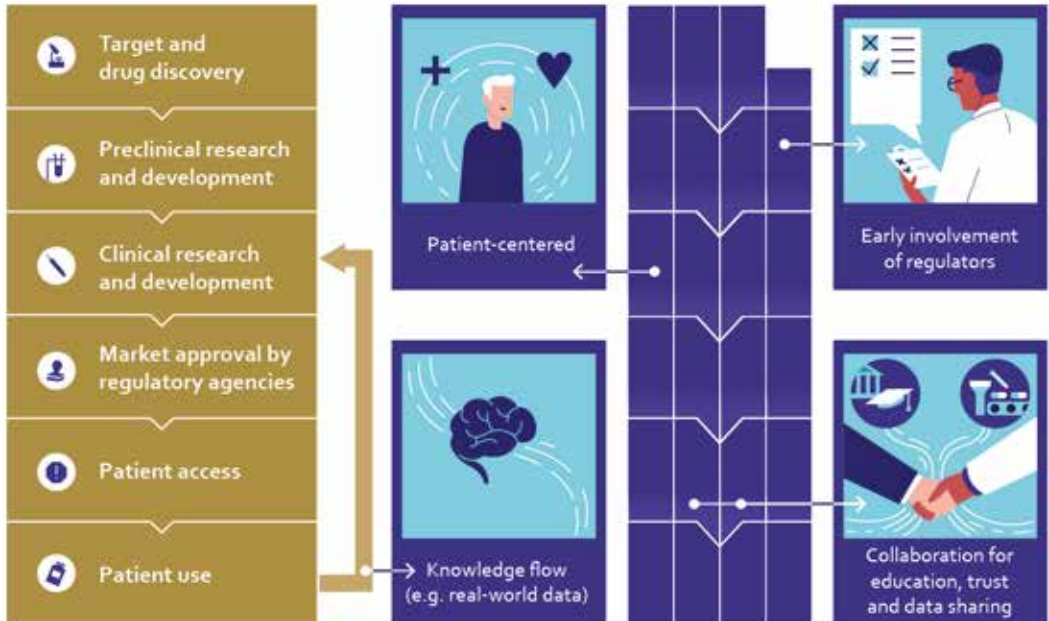 Target and
drug discovery
Preclinical research
and development
Clinical research
and development
Market approval by
regulatory agencies
Patient access
Patient use
Patient-centered
Knowledge flow
(e.g. real-world data)
Early involvement
of regulators
Collaboration for
education, trust
and data sharing